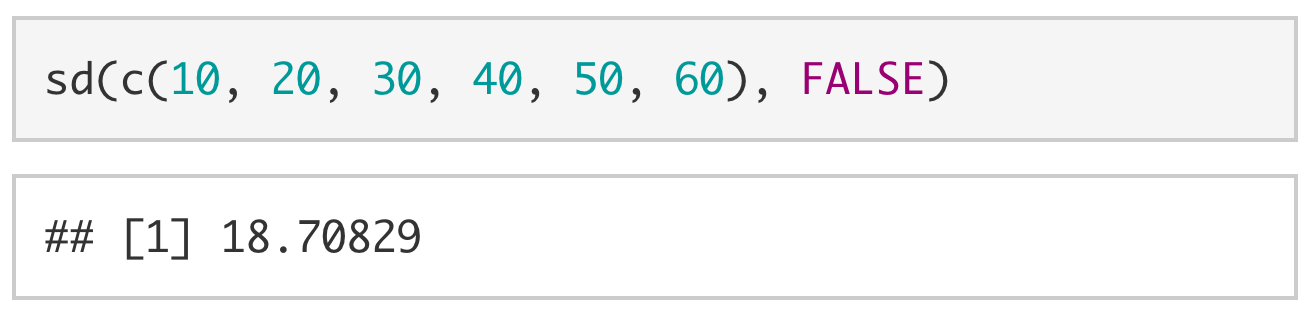 sd(c(10, 20, 30, 40, 50, 60), FALSE)
## [1] 18.70829